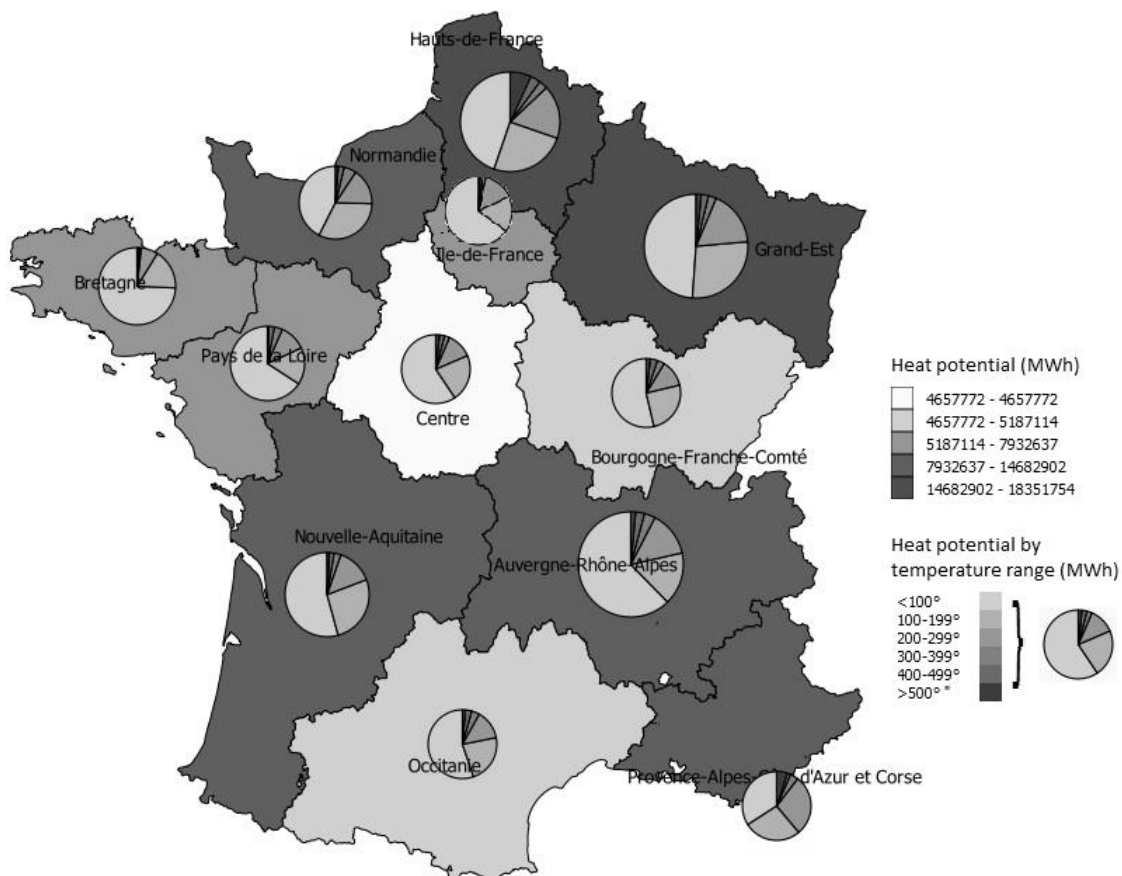 Hauts-de-France
Normandie
Ile-de-France
Grand-Est
Bretagne
Pays de la Loire
Centre
Bourgogne-Franche-Comté
Nouvelle-Aquitaine
Auvergne-Rhône-Alpes
Occitanie
Provence-Alpes- d'Azur et Corse
Heat potential (MWh)
4657772 - 4657772
4657772 - 5187114
5187114 - 7932637
7932637 - 14682902
14682902 - 18351754
Heat potential by
temperature range (MWh)
<100°
100-199°
200-299°
300-399°
400-499°
>500° "